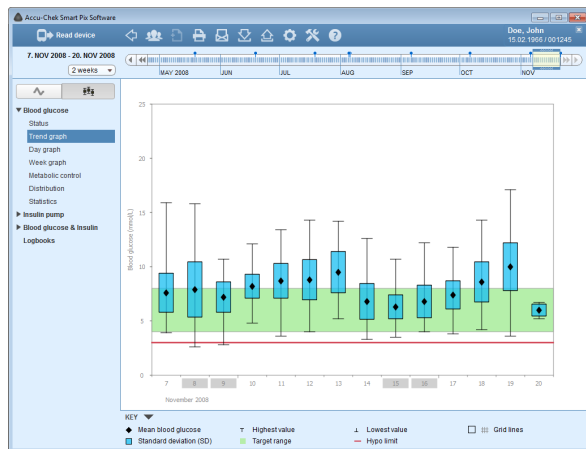 Accu-Chek Smart Pix Software
Read device
Doe, John
15.02.1966 / 001245
7. NOV 2008 - 20. NOV 2008
2 weeks
MAY 2008 JUN JUL AUG SEP OCT NOV
Blood glucose
Status
Trend graph
Day graph
Week graph
Metabolic control
Distribution
Statistics
Insulin pump
Blood glucose & Insulin
Logbooks
Blood glucose (mmol/L)
25
20
15
10
5
0
7 8 9 10 11 12 13 14 15 16 17 18 19 20
November 2008
KEY
Mean blood glucose Highest value Lowest value Grid lines
Standard deviation (SD) Target range Hypo limit